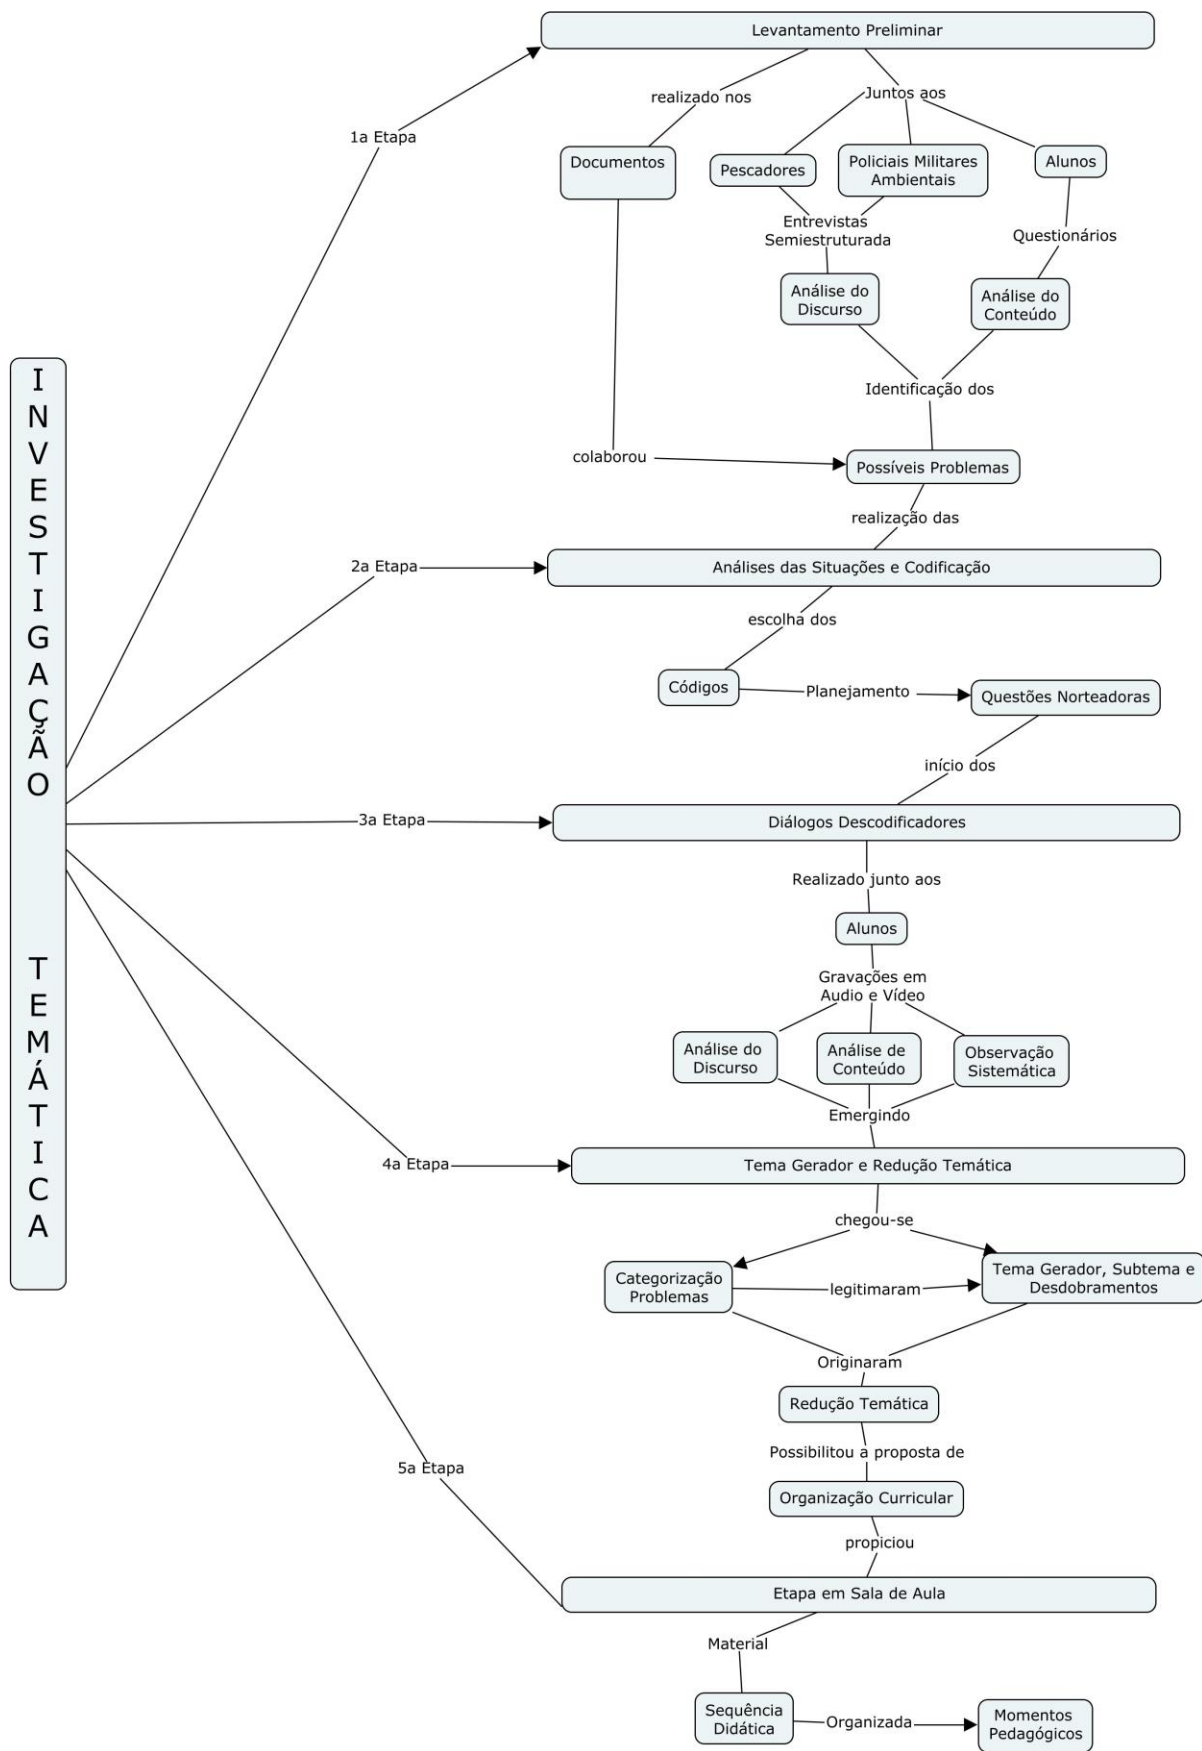 Levantamento Preliminar
realizado nos
Juntos aos
1a Etapa
Documentos
Pescadores
Policiais Militares
Ambientais
Alunos
Entrevistas
Semiestruturada
Questionários
Análise do
Discurso
Análise do
Conteúdo
Identificação dos
colaborou
Possíveis Problemas
realização das
INVESTIGAÇÃO TEMÁTICA
2a Etapa
Análises das Situações e Codificação
escolha dos
Códigos
Planejamento
Questões Norteadoras
início dos
3a Etapa
Diálogos Descodificadores
Realizado junto aos
Alunos
Gravações em
Audio e Vídeo
Análise do
Discurso
Análise de
Conteúdo
Observação
Sistemática
Emergindo
4a Etapa
Tema Gerador e Redução Temática
chegou-se
Categorização
Problemas
legitimaram
Tema Gerador, Subtema e
Desdobramentos
Originaram
Redução Temática
Possibilitou a proposta de
5a Etapa
Organização Curricular
propiciou
Etapa em Sala de Aula
Material
Sequência
Didática
Organizada
Momentos
Pedagógicos